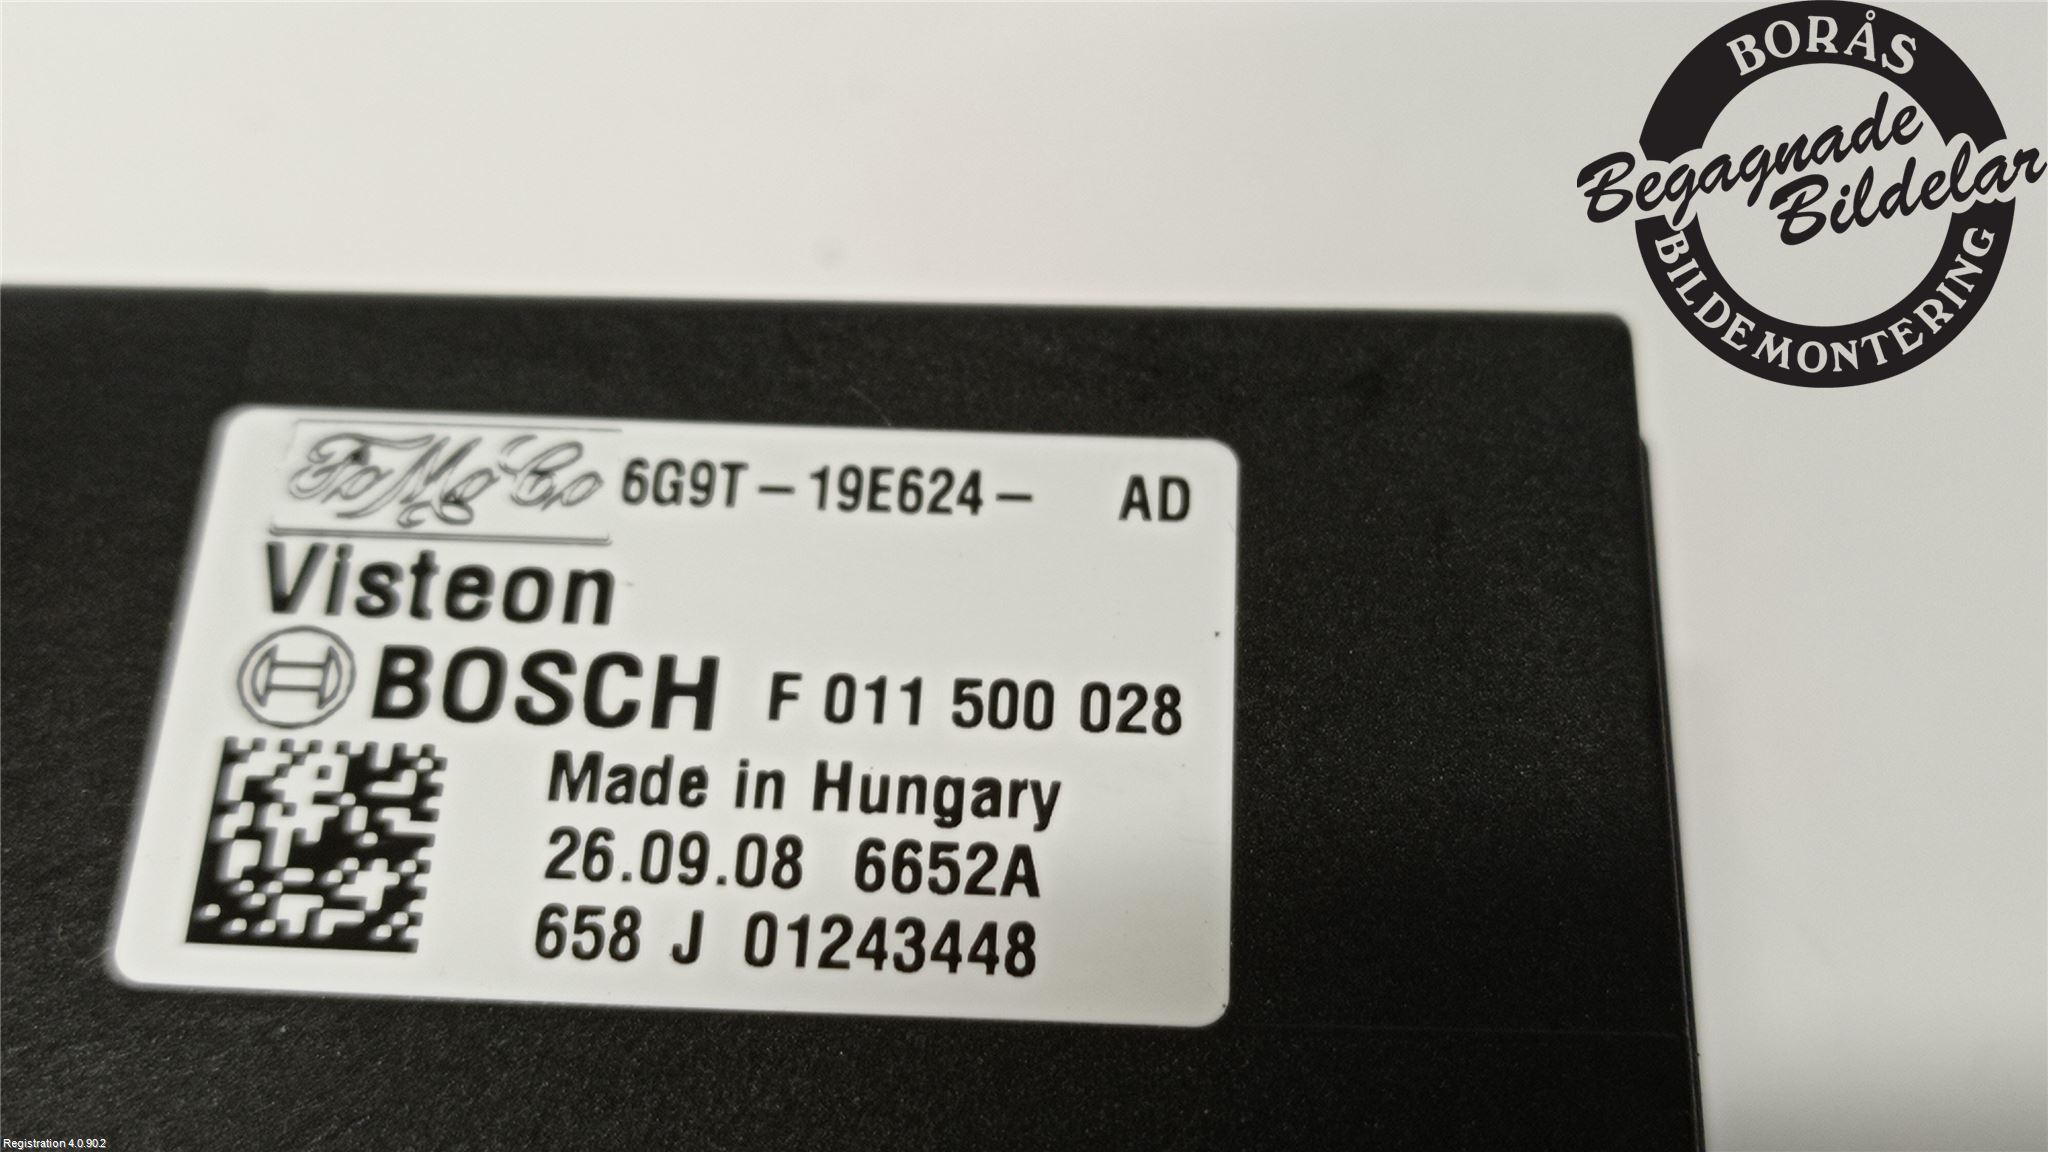 BORÅS
Begagnade
Bildelar
BILDEMONTERING
FoMoCo 6G9T - 19E624 - AD
Visteon
BOSCH F 011 500 028
Made in Hungary
26.09.08 6652A
658 J 01243448
Registration 4.0.90.2